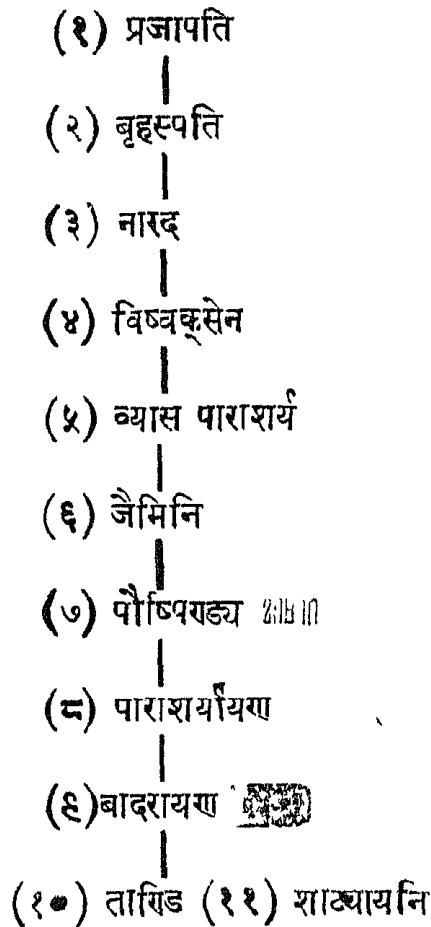 (१) प्रजापति
(२) बृहस्पति
(३) नारद
(४) विष्वक्सेन
(५) व्यास पाराशर्य
(६) जैमिनि
(७) पौष्पिण्ड्य
(८) पाराशर्यायण
(९) बादरायण
(१०) ताण्डि (११) शाट्यायनि